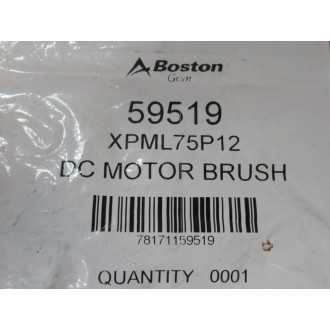 Boston
Gear
59519
XPML75P12
DC MOTOR BRUSH
78171159519
QUANTITY 0001